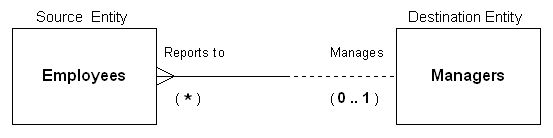 Source Entity
Destination Entity
Employees
Reports to
Manages
Managers
( * )
( 0 .. 1 )